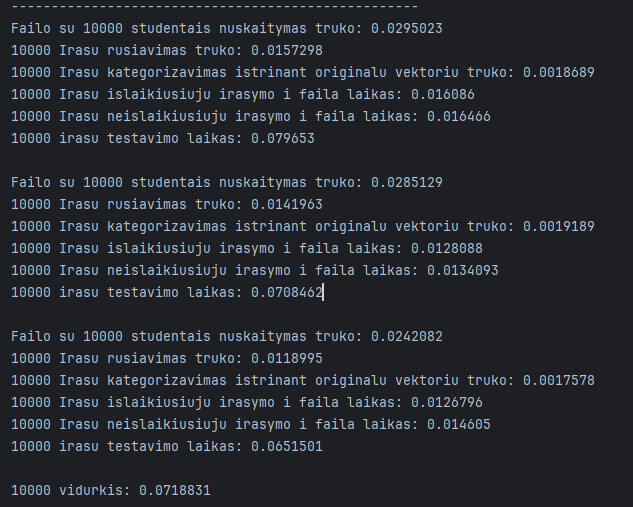 --------------------------------------------------
Failo su 10000 studentais nuskaitymas truko: 0.0295023
10000 Irasu rusiavimas truko: 0.0157298
10000 Irasu kategorizavimas istrinant originalu vektoriu truko: 0.0018689
10000 Irasu islaikiusiuju irasymo i faila laikas: 0.016086
10000 Irasu neislaikiusiuju irasymo i faila laikas: 0.016466
10000 irasu testavimo laikas: 0.079653
Failo su 10000 studentais nuskaitymas truko: 0.0285129
10000 Irasu rusiavimas truko: 0.0141963
10000 Irasu kategorizavimas istrinant originalu vektoriu truko: 0.0019189
10000 Irasu islaikiusiuju irasymo i faila laikas: 0.0128088
10000 Irasu neislaikiusiuju irasymo i faila laikas: 0.0134093
10000 irasu testavimo laikas: 0.0708462
Failo su 10000 studentais nuskaitymas truko: 0.0242082
10000 Irasu rusiavimas truko: 0.0118995
10000 Irasu kategorizavimas istrinant originalu vektoriu truko: 0.0017578
10000 Irasu islaikiusiuju irasymo i faila laikas: 0.0126796
10000 Irasu neislaikiusiuju irasymo i faila laikas: 0.014605
10000 irasu testavimo laikas: 0.0651501
10000 vidurkis: 0.0718831